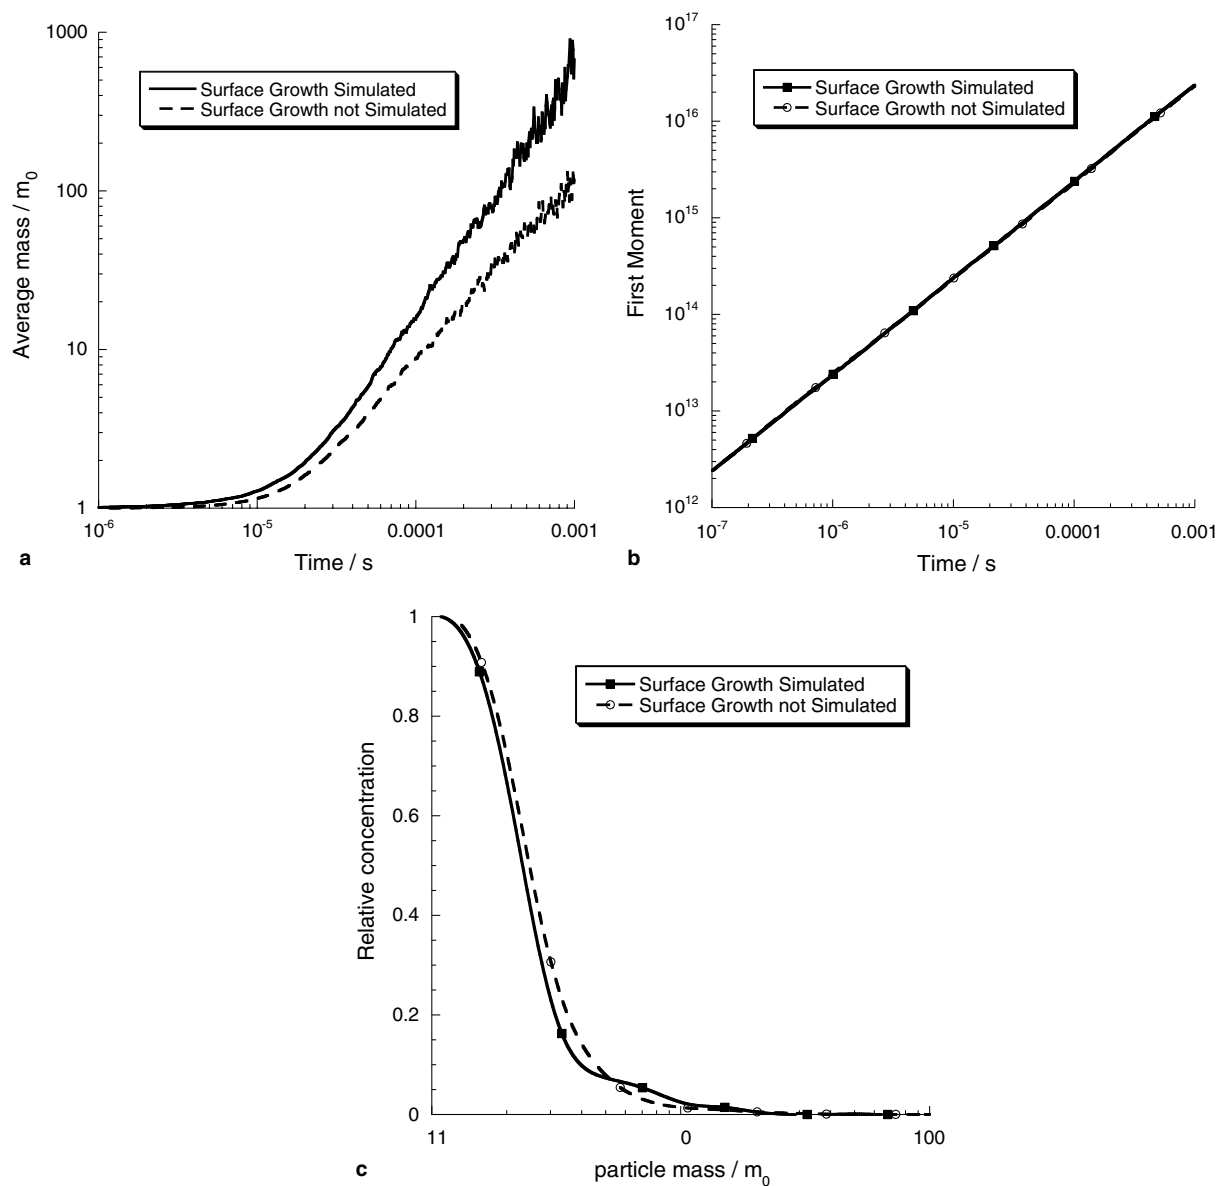 1000
100
10
1
Average mass / m0
Surface Growth Simulated
Surface Growth not Simulated
10-6
10-5
0.0001
0.001
Time / s
a
10^17
10^16
10^15
10^14
10^13
10^12
First Moment
Surface Growth Simulated
Surface Growth not Simulated
10-7
10-6
10-5
0.0001
0.001
Time / s
b
1
0.8
0.6
0.4
0.2
0
Relative concentration
Surface Growth Simulated
Surface Growth not Simulated
11
0
100
particle mass / m0
c